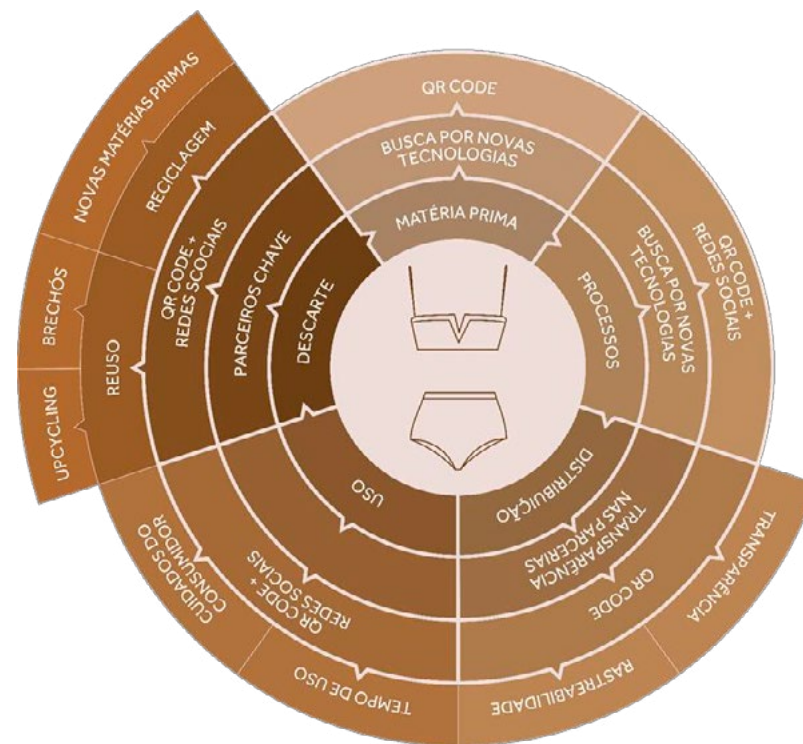 QR CODE
BUSCA POR NOVAS
TECNOLOGIAS
MATÉRIA PRIMA
QR CODE +
REDES SOCIAIS
BUSCA POR NOVAS
TECNOLOGIAS
PROCESSOS
DISTRIBUIÇÃO
TRANSPARÊNCIA
NAS PARCERIAS
QR CODE
TRANSPARÊNCIA
RASTREABILIDADE
USO
QR CODE +
REDES SOCIAIS
TEMPO DE USO
CUIDADOS DO
CONSUMIDOR
DESCARTE
PARCEIROS CHAVE
QR CODE +
REDES SCOCIAIS
REUSO
UPCYCLING
BRECHÓS
RECICLAGEM
NOVAS MATÉRIAS PRIMAS